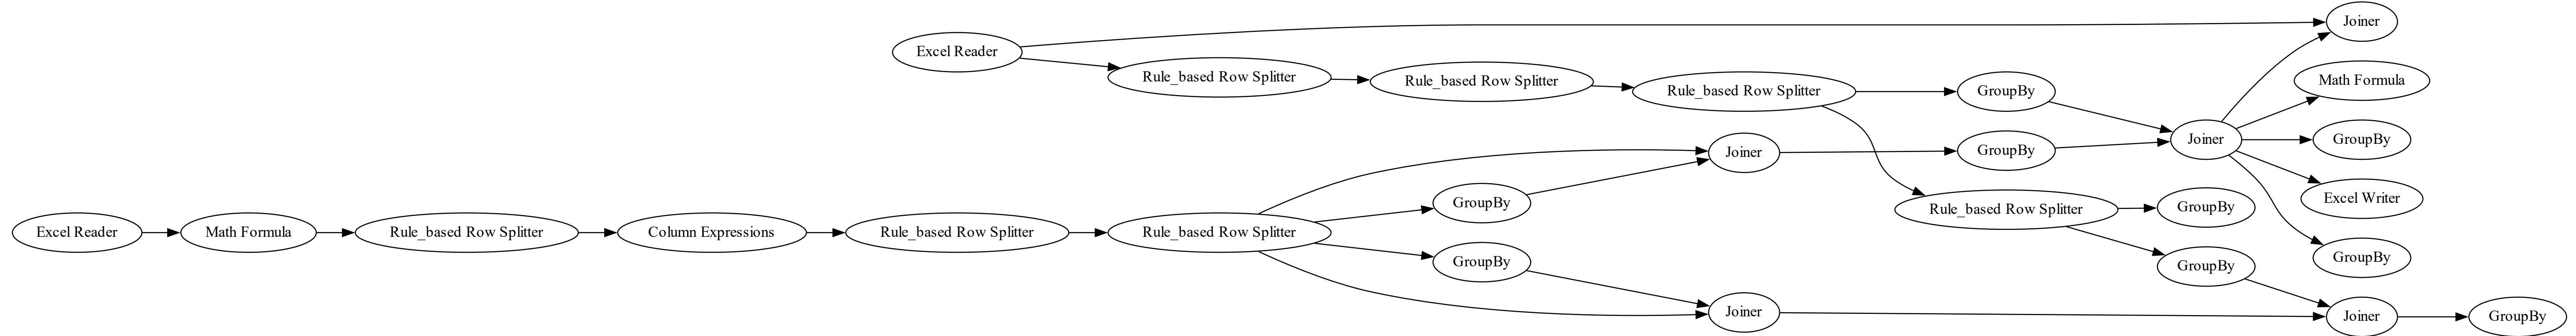 Joiner
Excel Reader
Rule_based Row Splitter
Rule_based Row Splitter
Math Formula
Rule_based Row Splitter
GroupBy
Joiner
GroupBy
Joiner
GroupBy
GroupBy
Excel Writer
Rule_based Row Splitter
GroupBy
Excel Reader
Math Formula
Rule_based Row Splitter
Column Expressions
Rule_based Row Splitter
Rule_based Row Splitter
GroupBy
GroupBy
GroupBy
Joiner
Joiner
GroupBy